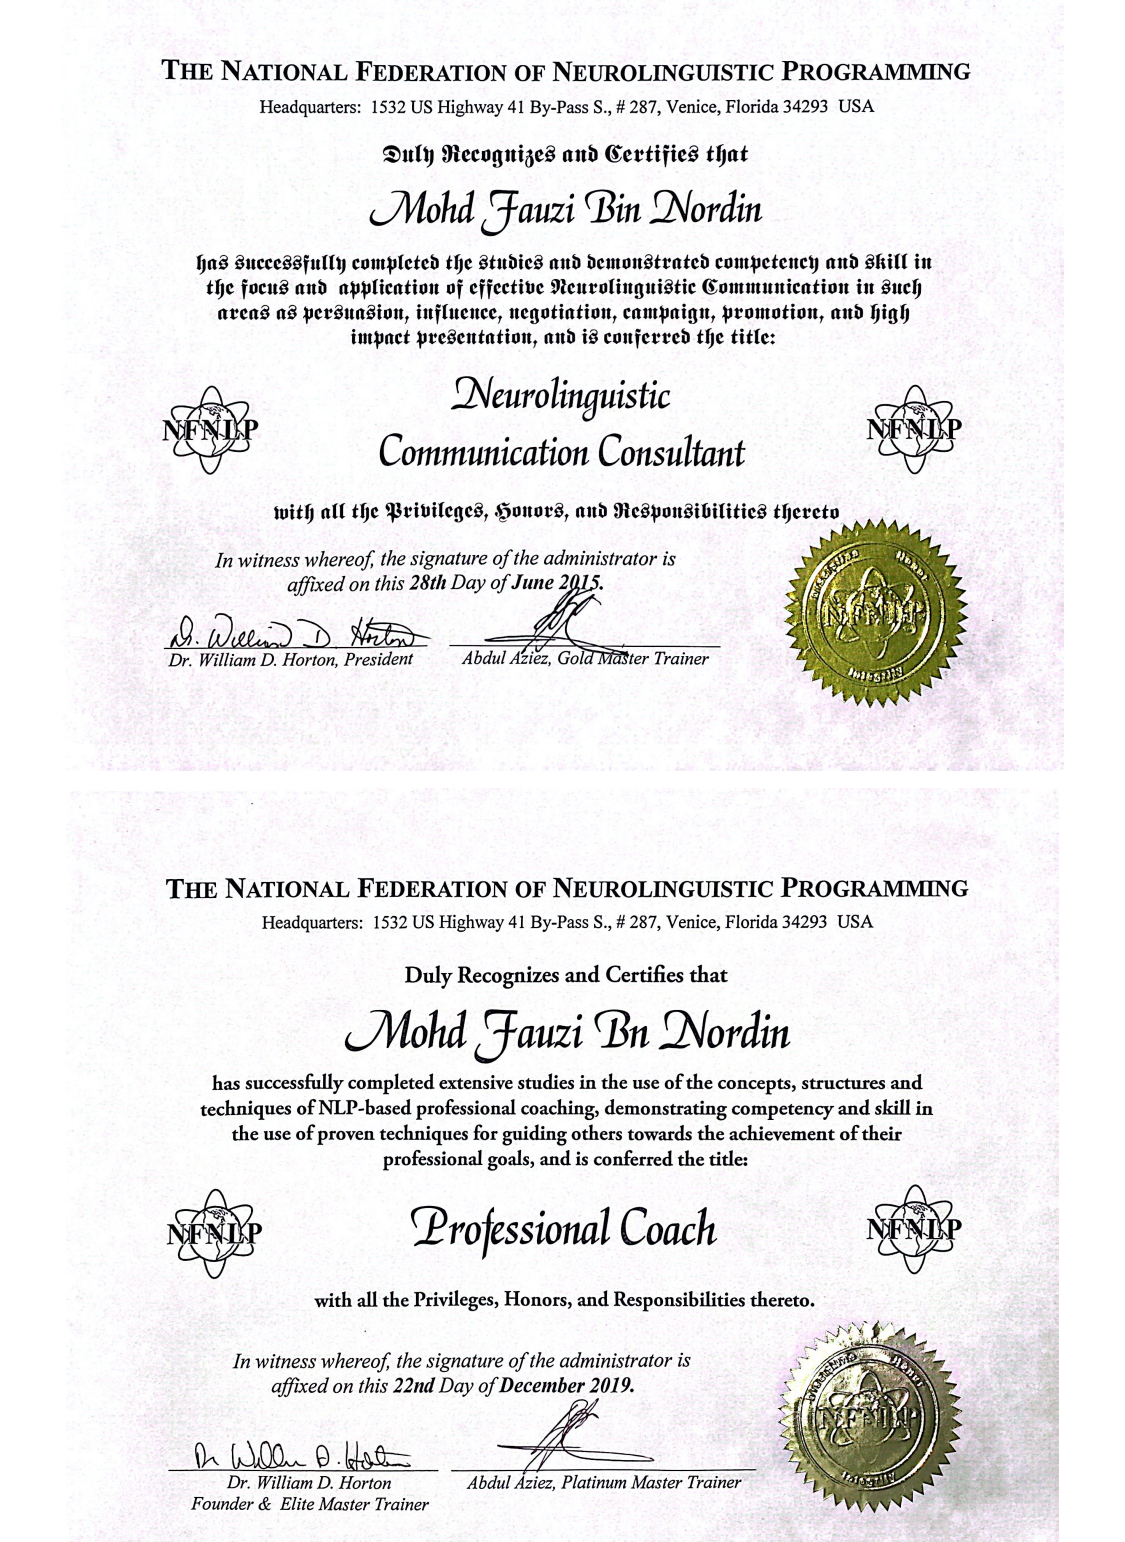 THE NATIONAL FEDERATION OF NEUROLINGUISTIC PROGRAMMING
Headquarters: 1532 US Highway 41 By-Pass S., # 287, Venice, Florida 34293 USA
Duly Recognizes and Certifies that
Mohd Fauzi Bin Nordin
has successfully completed the studies and demonstrated competency and skill in
the focus and application of effective Neurolinguistic Communication in such
areas as persuasion, influence, negotiation, campaign, promotion, and high
impact presentation, and is conferred the title:
Neurolinguistic
NFNLP
NFNLP
Communication Consultant
with all the Privileges, Honors, and Responsibilities thereto
In witness whereof, the signature of the administrator is
affixed on this 28th Day of June 2015.
Dr. William D Horton
Dr. William D. Horton, President
Abdul Aziez, Gold Master Trainer
Honor
NFNLP
Integrity
THE NATIONAL FEDERATION OF NEUROLINGUISTIC PROGRAMMING
Headquarters: 1532 US Highway 41 By-Pass S., # 287, Venice, Florida 34293 USA
Duly Recognizes and Certifies that
Mohd Fauzi Bn Nordin
has successfully completed extensive studies in the use of the concepts, structures and
techniques of NLP-based professional coaching, demonstrating competency and skill in
the use of proven techniques for guiding others towards the achievement of their
professional goals, and is conferred the title:
NFNLP
Professional Coach
NFNLP
with all the Privileges, Honors, and Responsibilities thereto.
In witness whereof, the signature of the administrator is
affixed on this 22nd Day of December 2019.
Dr. William D. Horton
Abdul Aziez, Platinum Master Trainer
Founder & Elite Master Trainer
Honor
NFNLP
Integrity